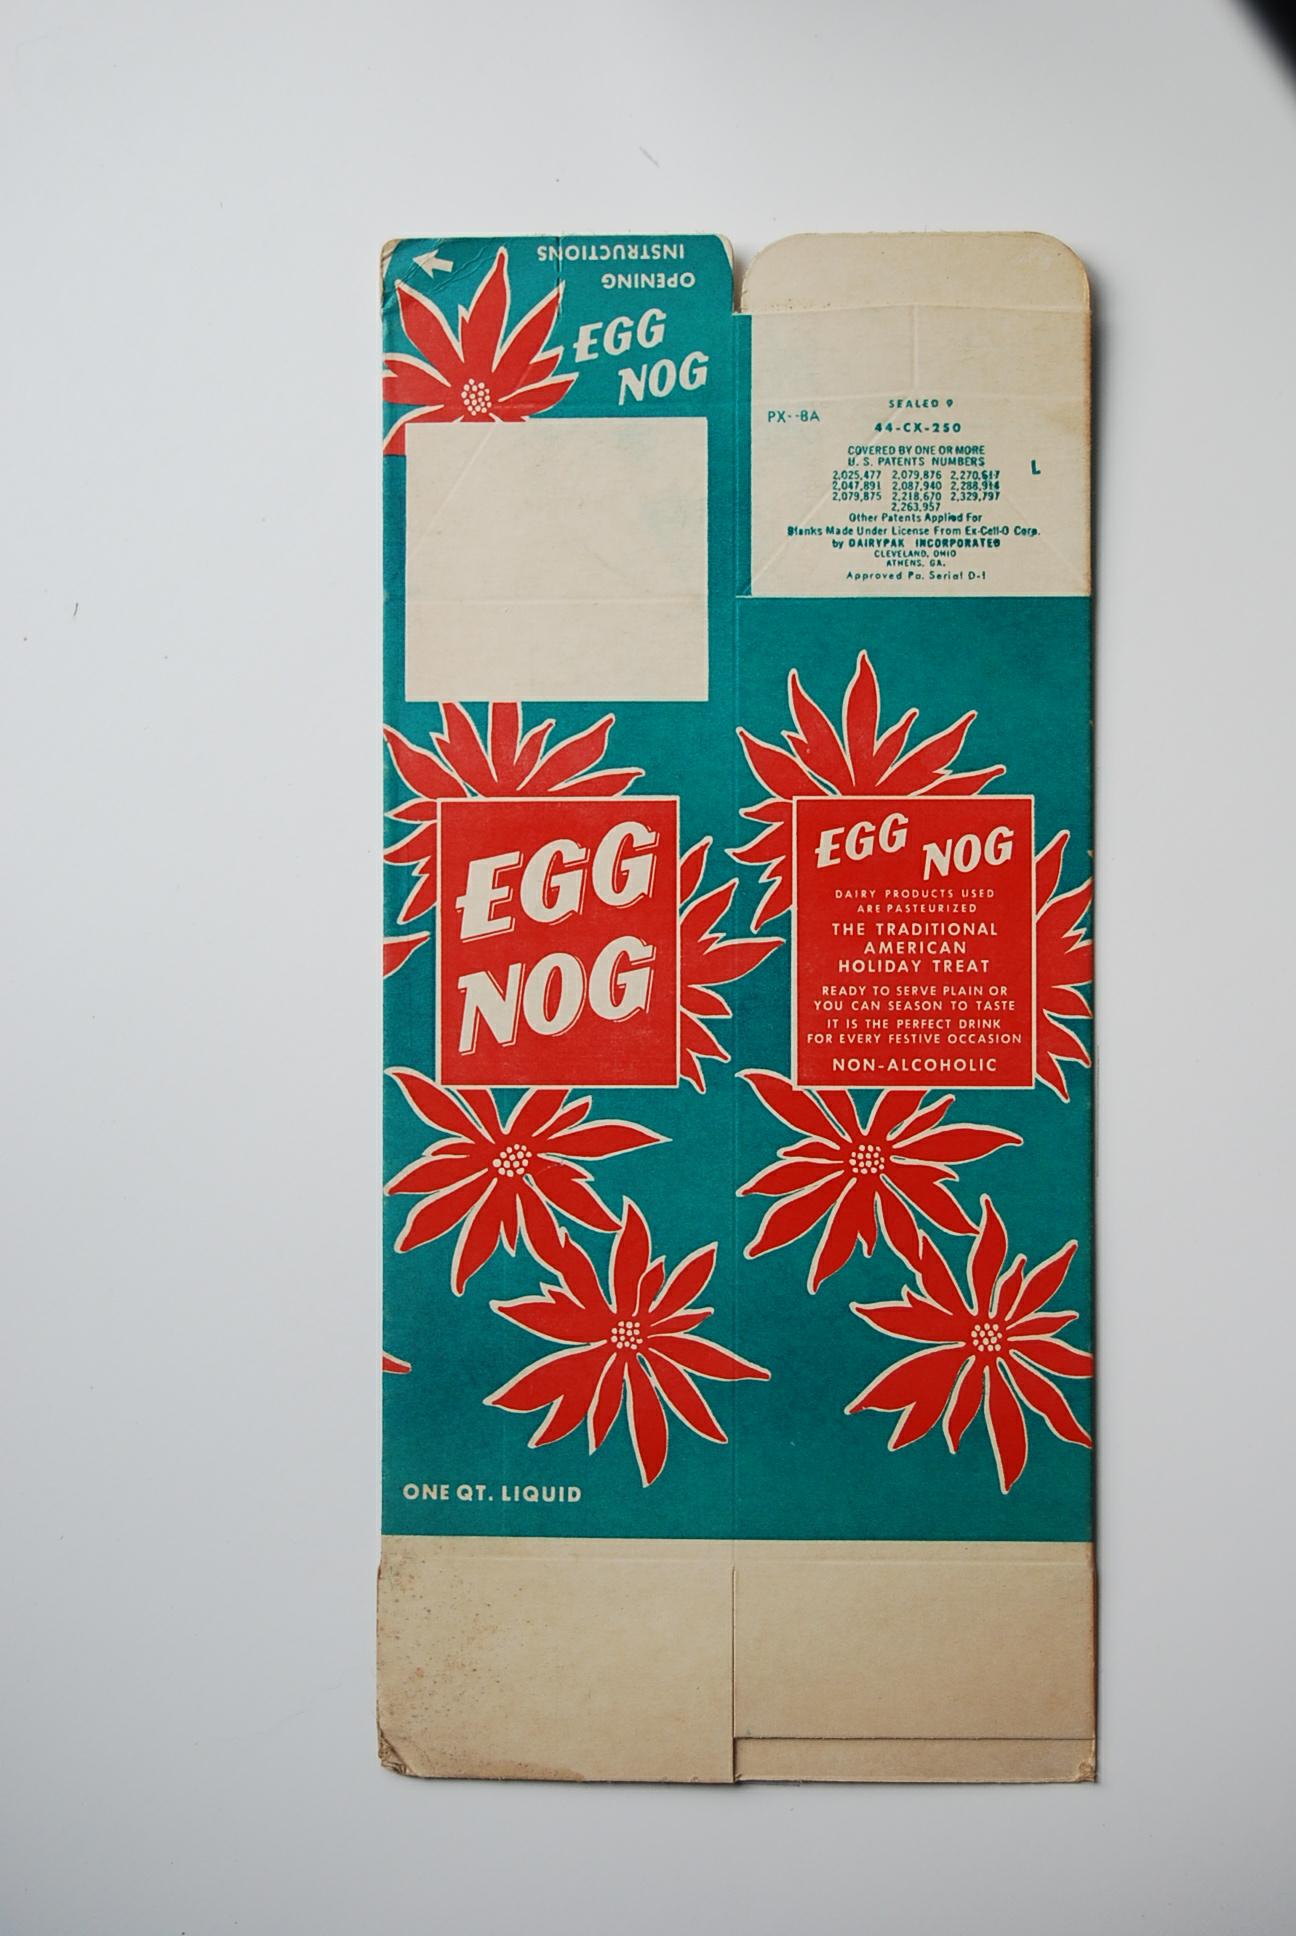 OPENING
INSTRUCTIONS
EGG
NOG
PX--8A
SEALED 9
44-CX-250
COVERED BY ONE OR MORE
U. S. PATENTS NUMBERS
2,025,477 2,079,876 2,270,617
2,047,891 2,087,940 2,288,914
2,079,875 2,218,670 2,329,797
2,263,957
L
Other Patents Applied For
Blanks Made Under License From Ex-Cell-O Corp.
by DAIRYPAK INCORPORATED
CLEVELAND, OHIO
ATHENS, GA.
Approved Pa. Serial D-1
EGG
NOG
ONE QT. LIQUID
EGG NOG
DAIRY PRODUCTS USED
ARE PASTEURIZED
THE TRADITIONAL
AMERICAN
HOLIDAY TREAT
READY TO SERVE PLAIN OR
YOU CAN SEASON TO TASTE
IT IS THE PERFECT DRINK
FOR EVERY FESTIVE OCCASION
NON-ALCOHOLIC